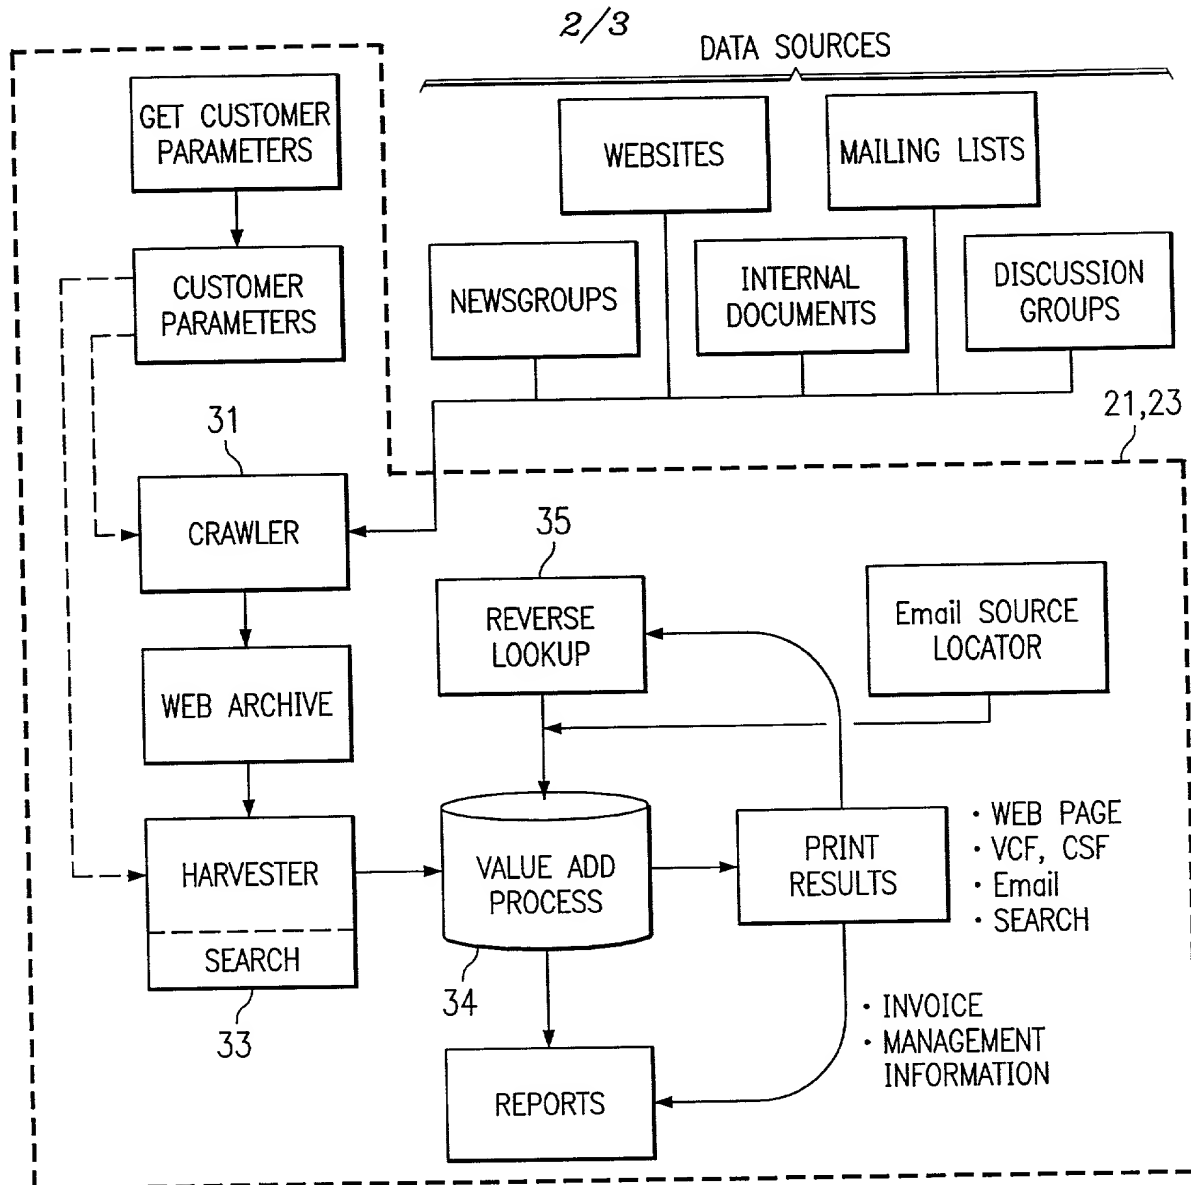 2/3
DATA SOURCES
GET CUSTOMER
PARAMETERS
WEBSITES
MAILING LISTS
CUSTOMER
PARAMETERS
NEWSGROUPS
INTERNAL
DOCUMENTS
DISCUSSION
GROUPS
21,23
31
CRAWLER
35
REVERSE
LOOKUP
Email SOURCE
LOCATOR
WEB ARCHIVE
HARVESTER
SEARCH
33
VALUE ADD
PROCESS
34
PRINT
RESULTS
· WEB PAGE
· VCF, CSF
· Email
· SEARCH
· INVOICE
· MANAGEMENT
INFORMATION
REPORTS